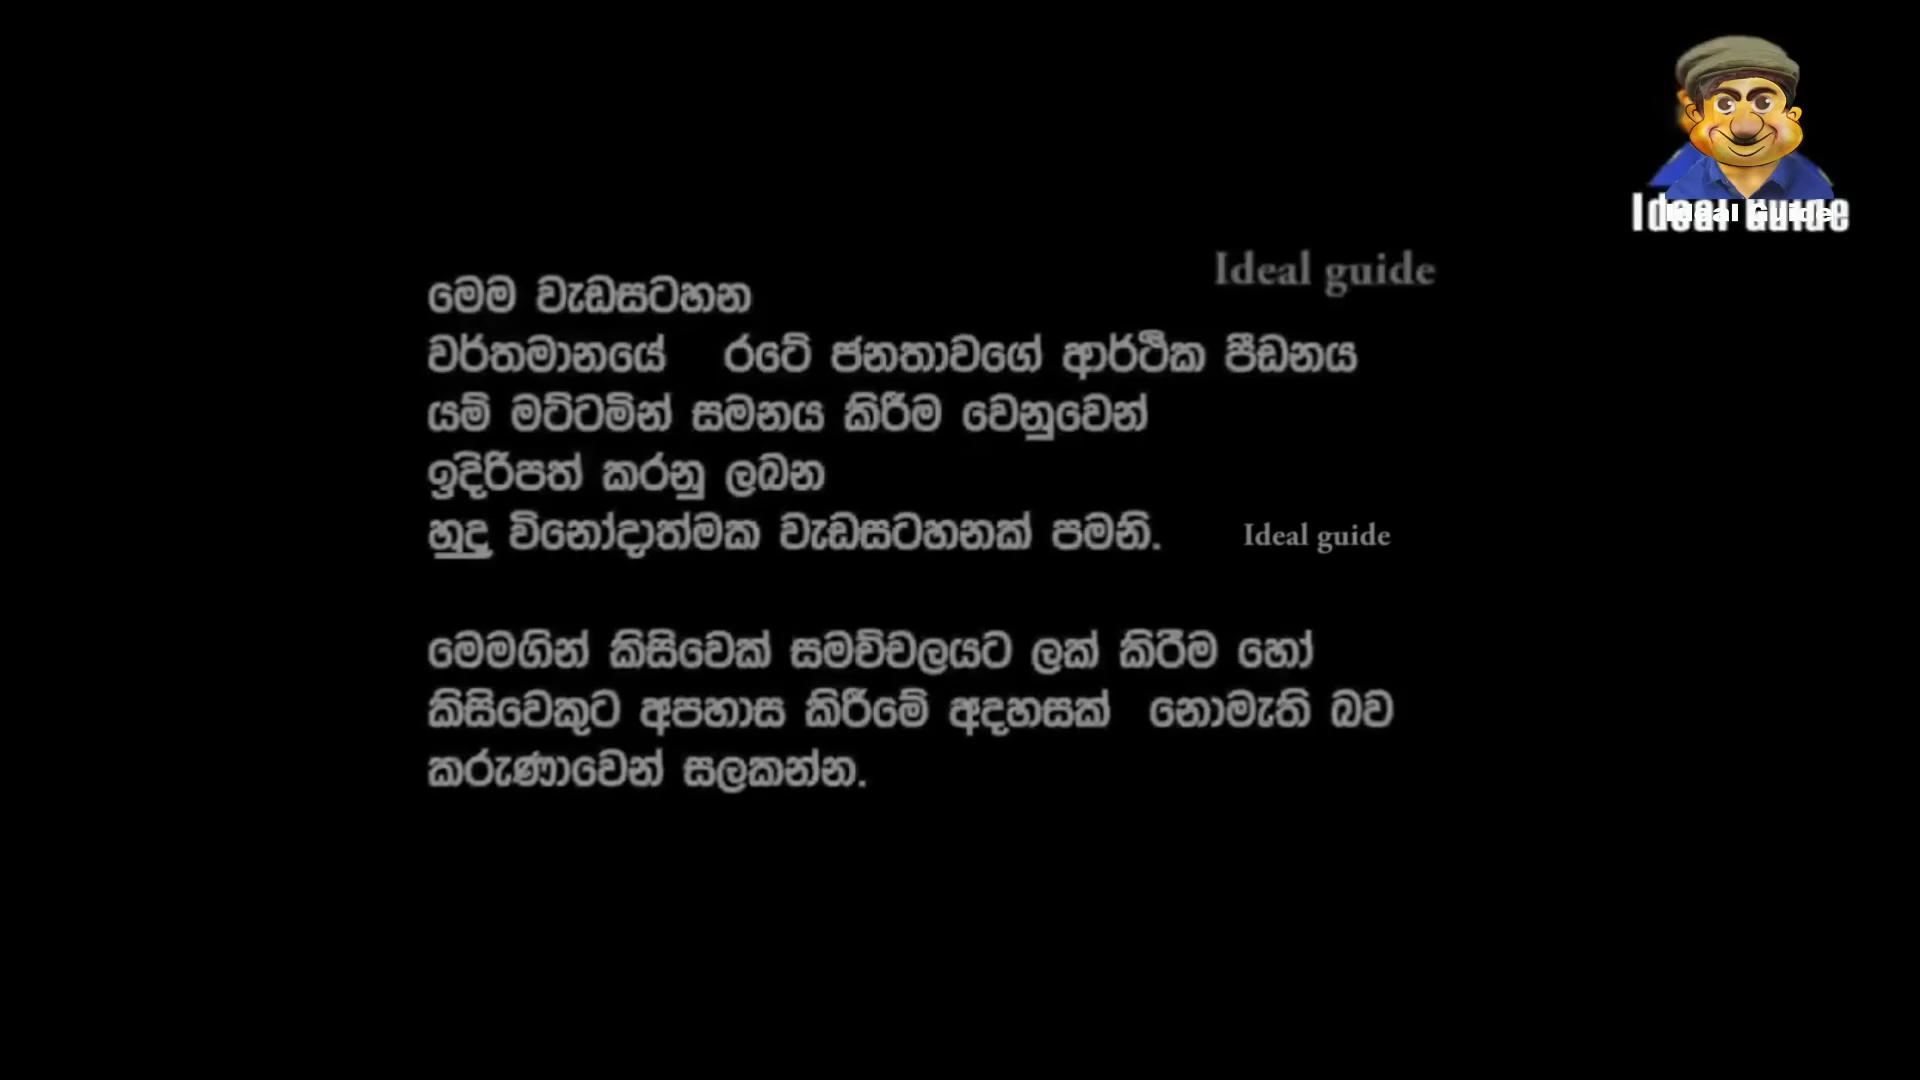 Ideal Guide
Ideal guide
මෙම වැඩසටහන
වර්තමානයේ රටේ ජනතාවගේ ආර්ථික පීඩනය
යම් මට්ටමින් සමනය කිරීම වෙනුවෙන්
ඉදිරිපත් කරනු ලබන
හුදු විනෝදාත්මක වැඩසටහනක් පමනි. Ideal guide
මෙමගින් කිසිවෙක් සමච්චලයට ලක් කිරීම හෝ
කිසිවෙකුට අපහාස කිරීමේ අදහසක් නොමැති බව
කරුණාවෙන් සලකන්න.